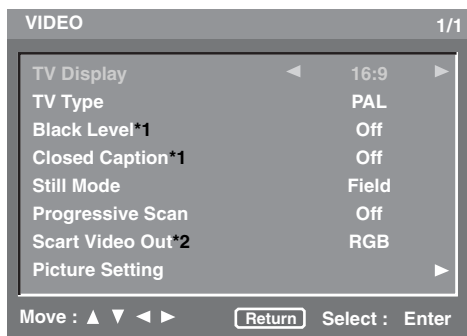 VIDEO 1/1
TV Display ◀ 16:9 ▶
TV Type PAL
Black Level*1 Off
Closed Caption*1 Off
Still Mode Field
Progressive Scan Off
Scart Video Out*2 RGB
Picture Setting ▶
Move : ▲ ▼ ◀ ▶ Return Select : Enter